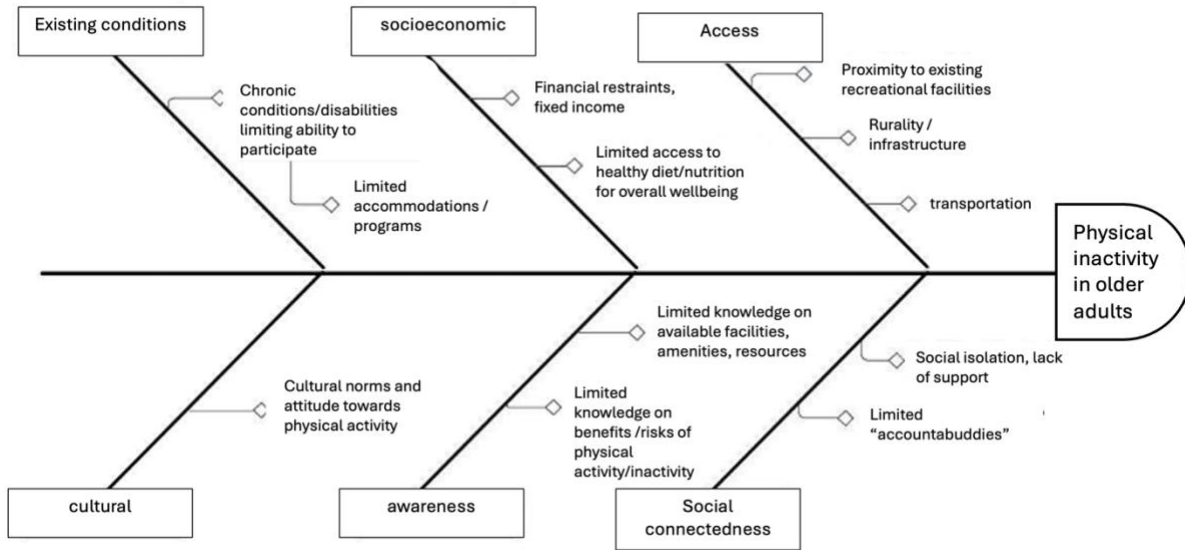 Existing conditions
socioeconomic
Access
Chronic
conditions/disabilities
limiting ability to
participate
Limited
accommodations /
programs
Financial restraints,
fixed income
Limited access to
healthy diet/nutrition
for overall wellbeing
Proximity to existing
recreational facilities
Rurality /
infrastructure
transportation
Physical
inactivity
in older
adults
Cultural norms and
attitude towards
physical activity
Limited knowledge on
available facilities,
amenities, resources
Limited
knowledge on
benefits /risks of
physical
activity/inactivity
Social isolation, lack
of support
Limited
“accountabuddies”
cultural
awareness
Social
connectedness